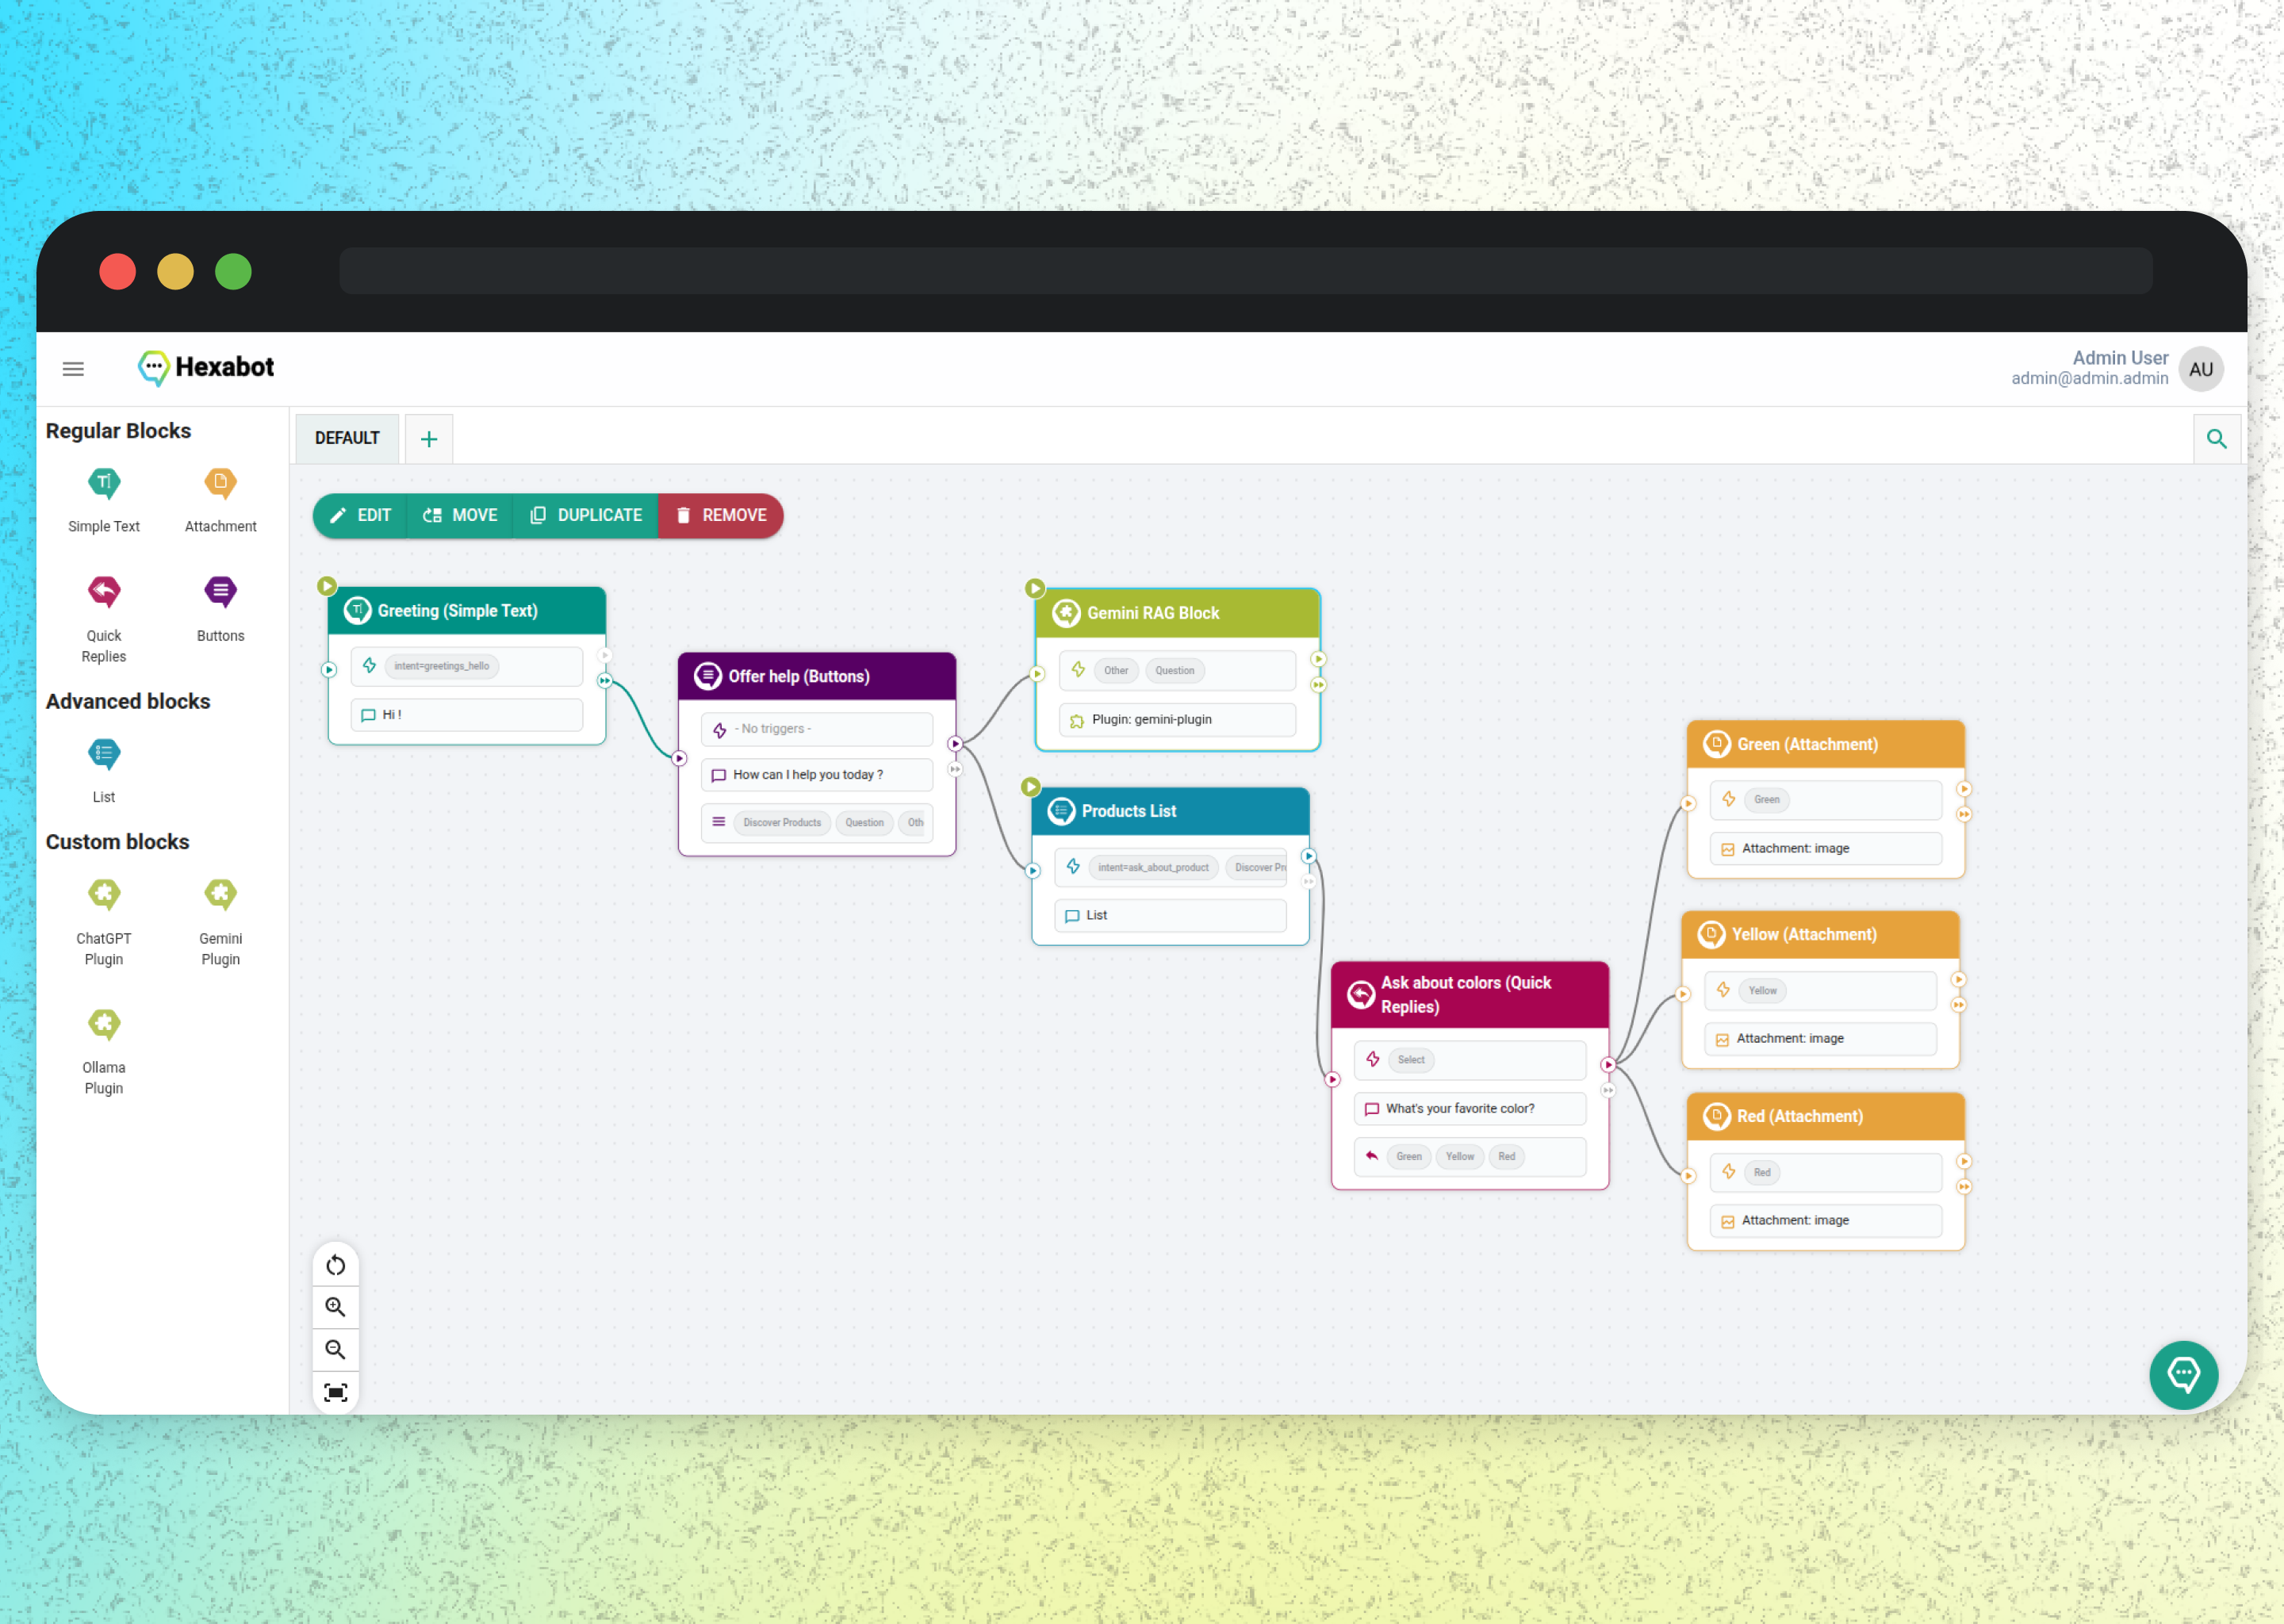 Hexabot
Admin User
admin@admin.admin
AU
Regular Blocks
Simple Text
Attachment
Quick
Replies
Buttons
Advanced blocks
List
Custom blocks
ChatGPT
Plugin
Gemini
Plugin
Ollama
Plugin
DEFAULT
EDIT
MOVE
DUPLICATE
REMOVE
Greeting (Simple Text)
intent=greetings_hello
Hi !
Offer help (Buttons)
- No triggers -
How can I help you today ?
Discover Products Question Oth
Gemini RAG Block
Other Question
Plugin: gemini-plugin
Products List
intent=ask_about_product Discover Pr
List
Ask about colors (Quick
Replies)
Select
What's your favorite color?
Green Yellow Red
Green (Attachment)
Green
Attachment: image
Yellow (Attachment)
Yellow
Attachment: image
Red (Attachment)
Red
Attachment: image